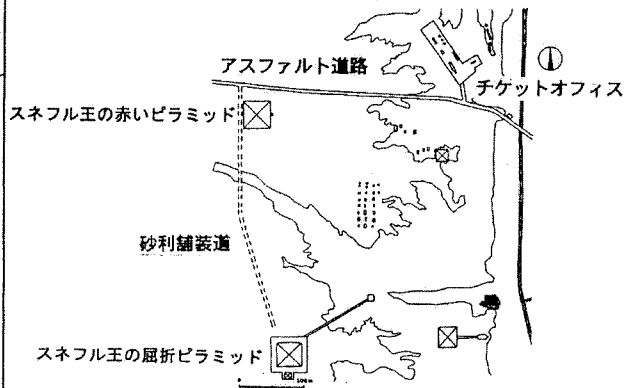 アスファルト道路
チケットオフィス
スネフル王の赤いピラミッド
砂利舗装道
スネフル王の屈折ピラミッド